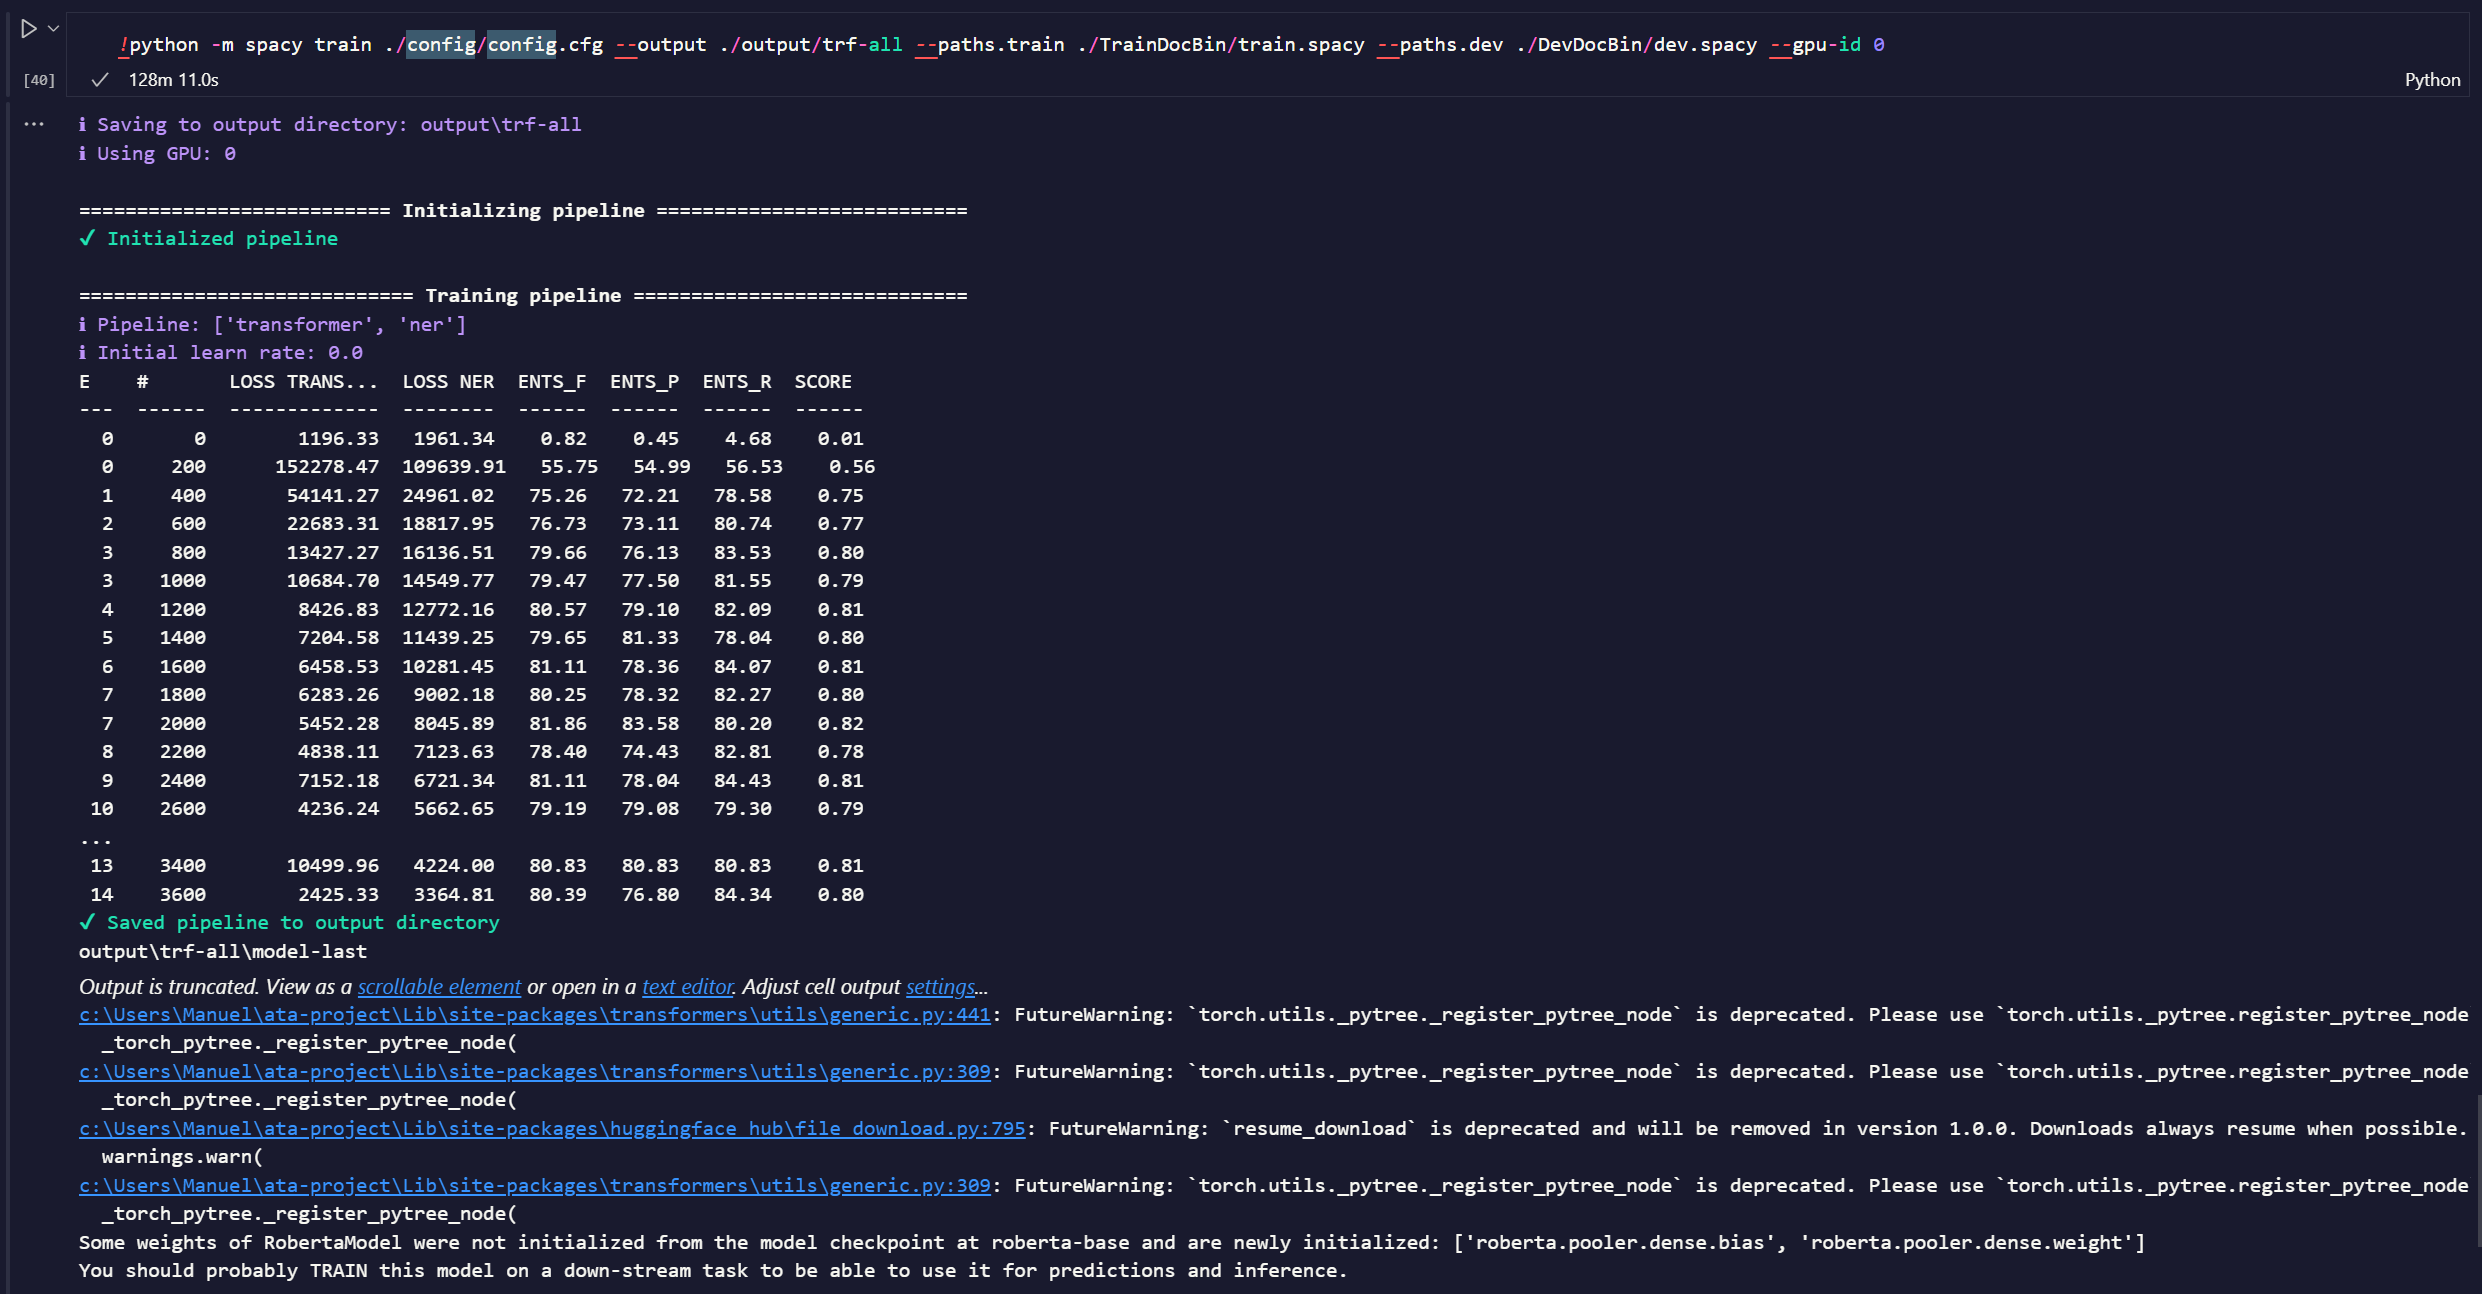 !python -m spacy train ./config/config.cfg --output ./output/trf-all --paths.train ./TrainDocBin/train.spacy --paths.dev ./DevDocBin/dev.spacy --gpu-id 0
[40] ✓ 128m 11.0s Python
... ℹ Saving to output directory: output\trf-all
ℹ Using GPU: 0
=========================== Initializing pipeline ===========================
✔ Initialized pipeline
============================= Training pipeline =============================
ℹ Pipeline: ['transformer', 'ner']
ℹ Initial learn rate: 0.0
E    #       LOSS TRANS...  LOSS NER  ENTS_F  ENTS_P  ENTS_R  SCORE
---  ------  -------------  --------  ------  ------  ------  ------
  0       0        1196.33   1961.34    0.82    0.45    4.68    0.01
  0     200      152278.47  109639.91   55.75   54.99   56.53    0.56
  1     400       54141.27  24961.02   75.26   72.21   78.58    0.75
  2     600       22683.31  18817.95   76.73   73.11   80.74    0.77
  3     800       13427.27  16136.51   79.66   76.13   83.53    0.80
  3    1000       10684.70  14549.77   79.47   77.50   81.55    0.79
  4    1200        8426.83  12772.16   80.57   79.10   82.09    0.81
  5    1400        7204.58  11439.25   79.65   81.33   78.04    0.80
  6    1600        6458.53  10281.45   81.11   78.36   84.07    0.81
  7    1800        6283.26   9002.18   80.25   78.32   82.27    0.80
  7    2000        5452.28   8045.89   81.86   83.58   80.20    0.82
  8    2200        4838.11   7123.63   78.40   74.43   82.81    0.78
  9    2400        7152.18   6721.34   81.11   78.04   84.43    0.81
 10    2600        4236.24   5662.65   79.19   79.08   79.30    0.79
...
 13    3400       10499.96   4224.00   80.83   80.83   80.83    0.81
 14    3600        2425.33   3364.81   80.39   76.80   84.34    0.80
✔ Saved pipeline to output directory
output\trf-all\model-last
Output is truncated. View as a scrollable element or open in a text editor. Adjust cell output settings...
c:\Users\Manuel\ata-project\Lib\site-packages\transformers\utils\generic.py:441: FutureWarning: `torch.utils._pytree._register_pytree_node` is deprecated. Please use `torch.utils._pytree.register_pytree_node
  _torch_pytree._register_pytree_node(
c:\Users\Manuel\ata-project\Lib\site-packages\transformers\utils\generic.py:309: FutureWarning: `torch.utils._pytree._register_pytree_node` is deprecated. Please use `torch.utils._pytree.register_pytree_node
  _torch_pytree._register_pytree_node(
c:\Users\Manuel\ata-project\Lib\site-packages\huggingface_hub\file_download.py:795: FutureWarning: `resume_download` is deprecated and will be removed in version 1.0.0. Downloads always resume when possible.
  warnings.warn(
c:\Users\Manuel\ata-project\Lib\site-packages\transformers\utils\generic.py:309: FutureWarning: `torch.utils._pytree._register_pytree_node` is deprecated. Please use `torch.utils._pytree.register_pytree_node
  _torch_pytree._register_pytree_node(
Some weights of RobertaModel were not initialized from the model checkpoint at roberta-base and are newly initialized: ['roberta.pooler.dense.bias', 'roberta.pooler.dense.weight']
You should probably TRAIN this model on a down-stream task to be able to use it for predictions and inference.